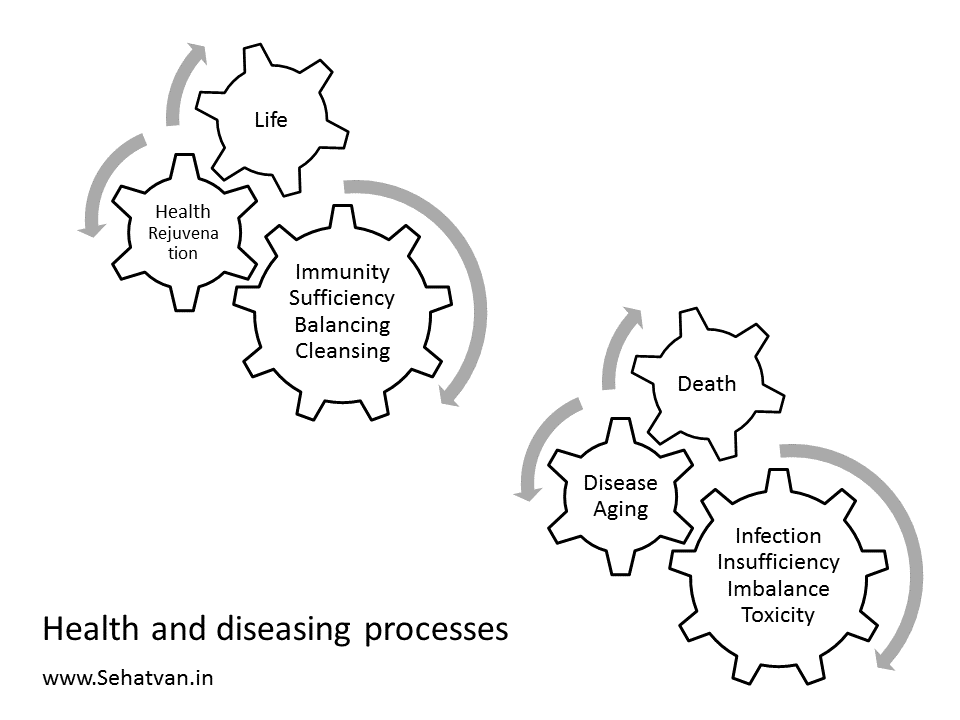 Life
Health
Rejuvena
tion
Immunity
Sufficiency
Balancing
Cleansing
Death
Disease
Aging
Infection
Insufficiency
Imbalance
Toxicity
Health and diseasing processes
www.Sehatvan.in